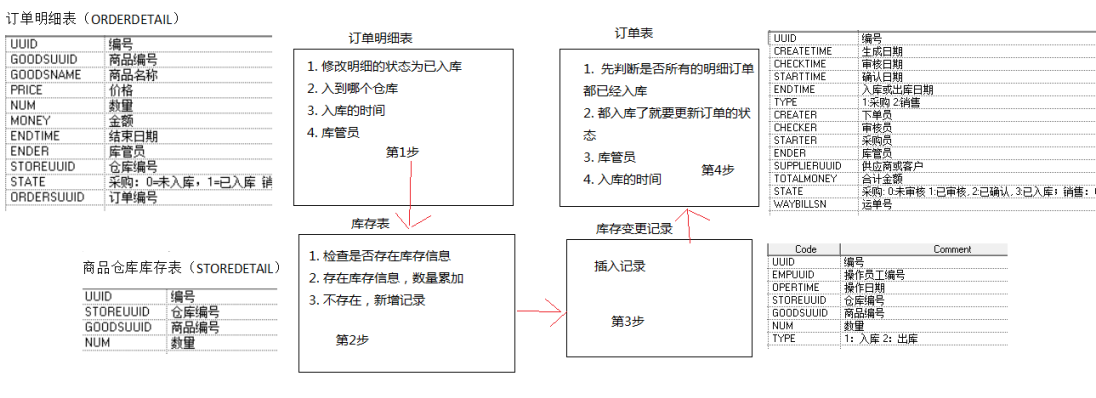 订单明细表（ORDERDETAIL）
UUID 编号
GOODSUUID 商品编号
GOODSNAME 商品名称
PRICE 价格
NUM 数量
MONEY 金额
ENDTIME 结束日期
ENDER 库管员
STOREUUID 仓库编号
STATE 采购：0=未入库，1=已入库 销
ORDERSUUID 订单编号
订单明细表
1. 修改明细的状态为已入库
2. 入到哪个仓库
3. 入库的时间
4. 库管员
第1步
订单表
1. 先判断是否所有的明细订单
都已经入库
2. 都入库了就要更新订单的状
态
3. 库管员
4. 入库的时间
第4步
UUID 编号
CREATETIME 生成日期
CHECKTIME 审核日期
STARTTIME 确认日期
ENDTIME 入库或出库日期
TYPE 1:采购 2:销售
CREATER 下单员
CHECKER 审核员
STARTER 采购员
ENDER 库管员
SUPPLIERUUID 供应商或客户
TOTALMONEY 合计金额
STATE 采购: 0:未审核 1:已审核, 2:已确认, 3:已入库；销售：
WAYBILLSN 运单号
商品仓库库存表（STOREDETAIL）
UUID 编号
STOREUUID 仓库编号
GOODSUUID 商品编号
NUM 数量
库存表
1. 检查是否存在库存信息
2. 存在库存信息，数量累加
3. 不存在，新增记录
第2步
库存变更记录
插入记录
第3步
Code Comment
UUID 编号
EMPUUID 操作员工编号
OPERTIME 操作日期
STOREUUID 仓库编号
GOODSUUID 商品编号
NUM 数量
TYPE 1：入库 2：出库